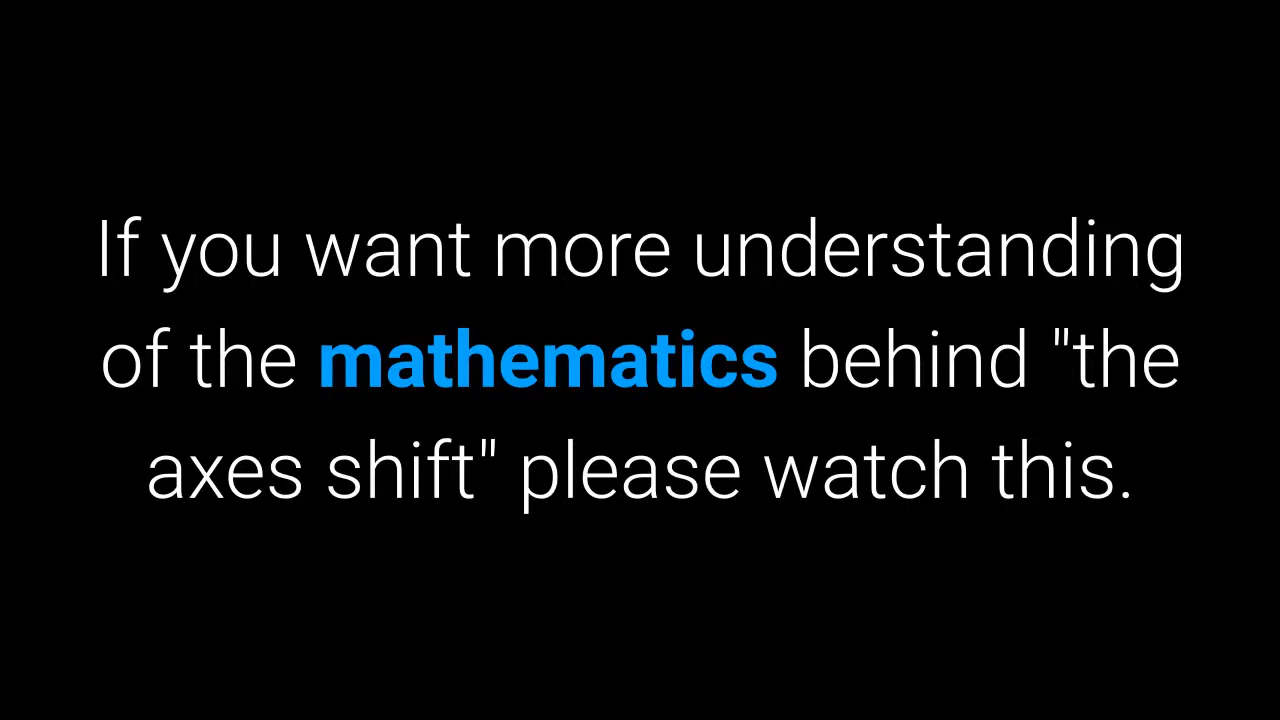 If you want more understanding
of the mathematics behind "the
axes shift" please watch this.